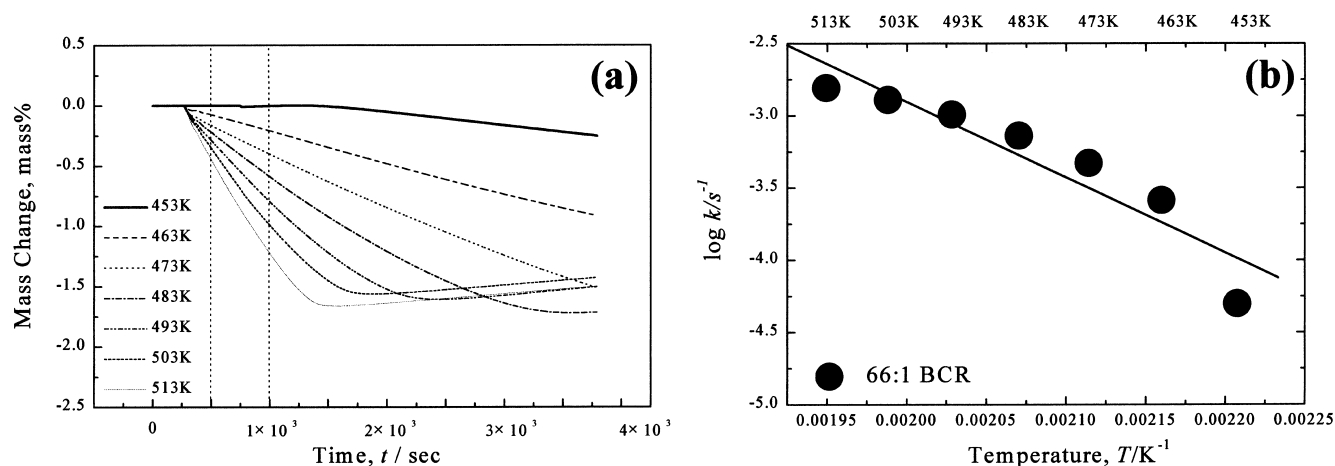 (a)
0.5
0.0
-0.5
-1.0
-1.5
-2.0
-2.5
Mass Change, mass%
453K
463K
473K
483K
493K
503K
513K
0 1×10³ 2×10³ 3×10³ 4×10³
Time, t / sec
513K 503K 493K 483K 473K 463K 453K
(b)
-2.5
-3.0
-3.5
-4.0
-4.5
-5.0
log k/s⁻¹
66:1 BCR
0.00195 0.00200 0.00205 0.00210 0.00215 0.00220 0.00225
Temperature, T/K⁻¹